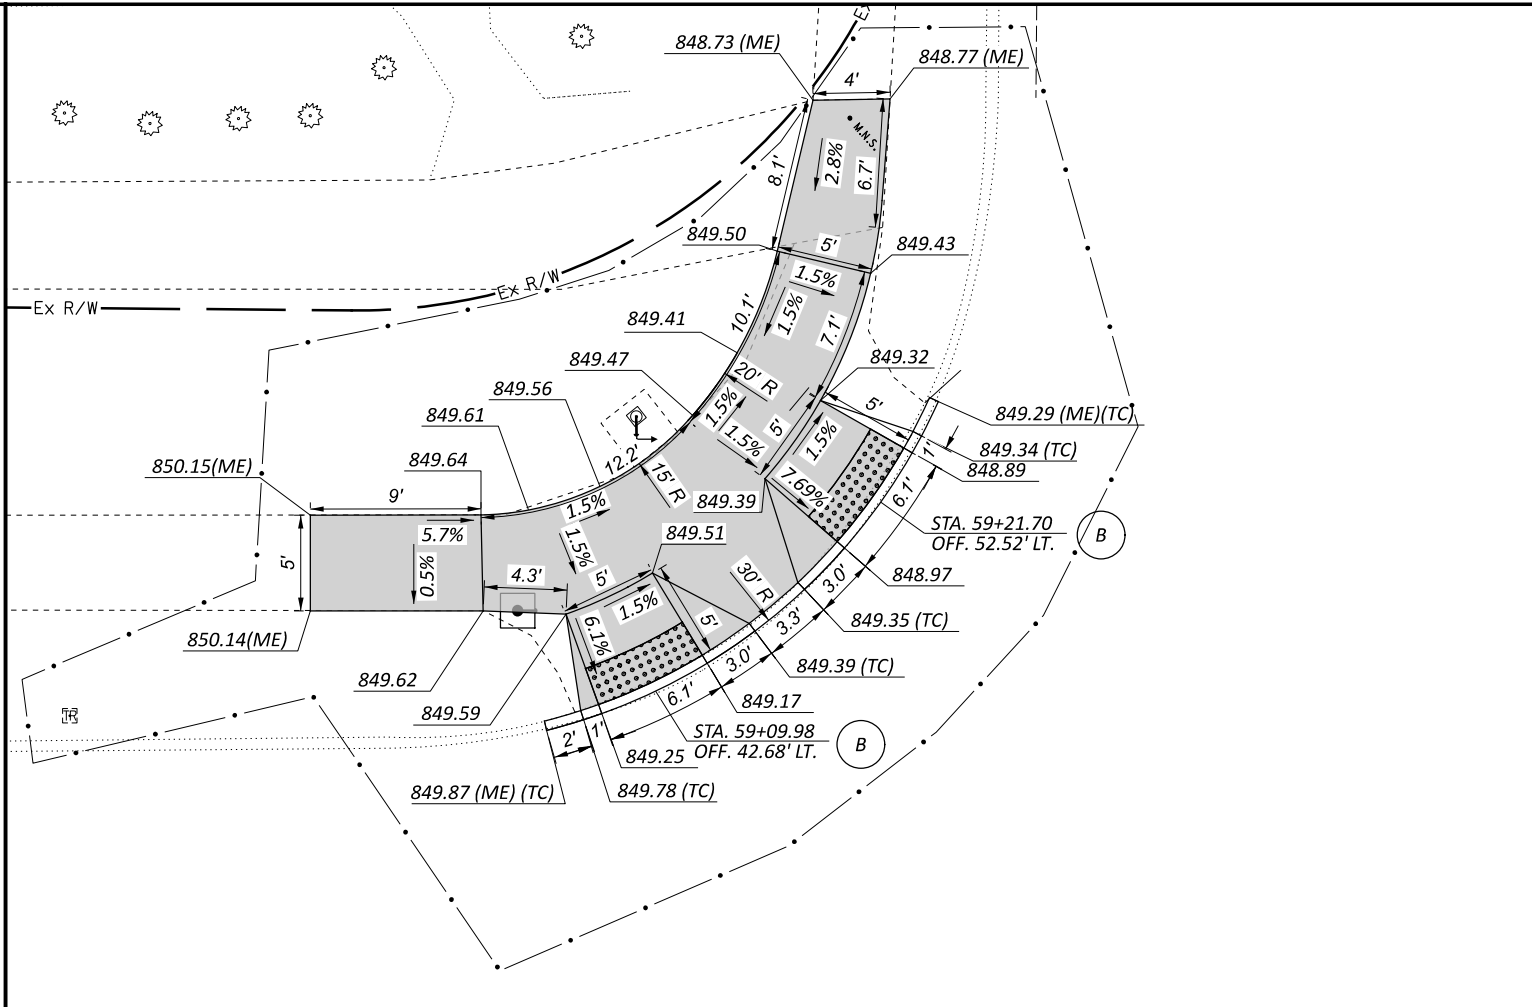 Ex
848.73 (ME)
848.77 (ME)
4'
M.N.S.
2.8%
8.1'
6.7'
849.50
5'
849.43
Ex R/W
Ex R/W
1.5%
1.5%
10.1'
7.1'
849.41
849.47
849.32
20' R
849.56
5'
849.61
1.5%
1.5%
5'
1.5%
849.29 (ME)(TC)
849.34 (TC)
1'
848.89
850.15(ME)
849.64
12.2'
15' R
7.69%
6.1'
9'
849.39
1.5%
STA. 59+21.70
OFF. 52.52' LT.
B
5.7%
1.5%
849.51
5'
0.5%
4.3'
5'
1.5%
30' R
848.97
3.0'
6.1%
5'
3.3'
849.35 (TC)
850.14(ME)
3.0'
849.39 (TC)
849.62
6.1'
849.17
TR
849.59
STA. 59+09.98
OFF. 42.68' LT.
B
2'
1'
849.25
849.87 (ME) (TC)
849.78 (TC)